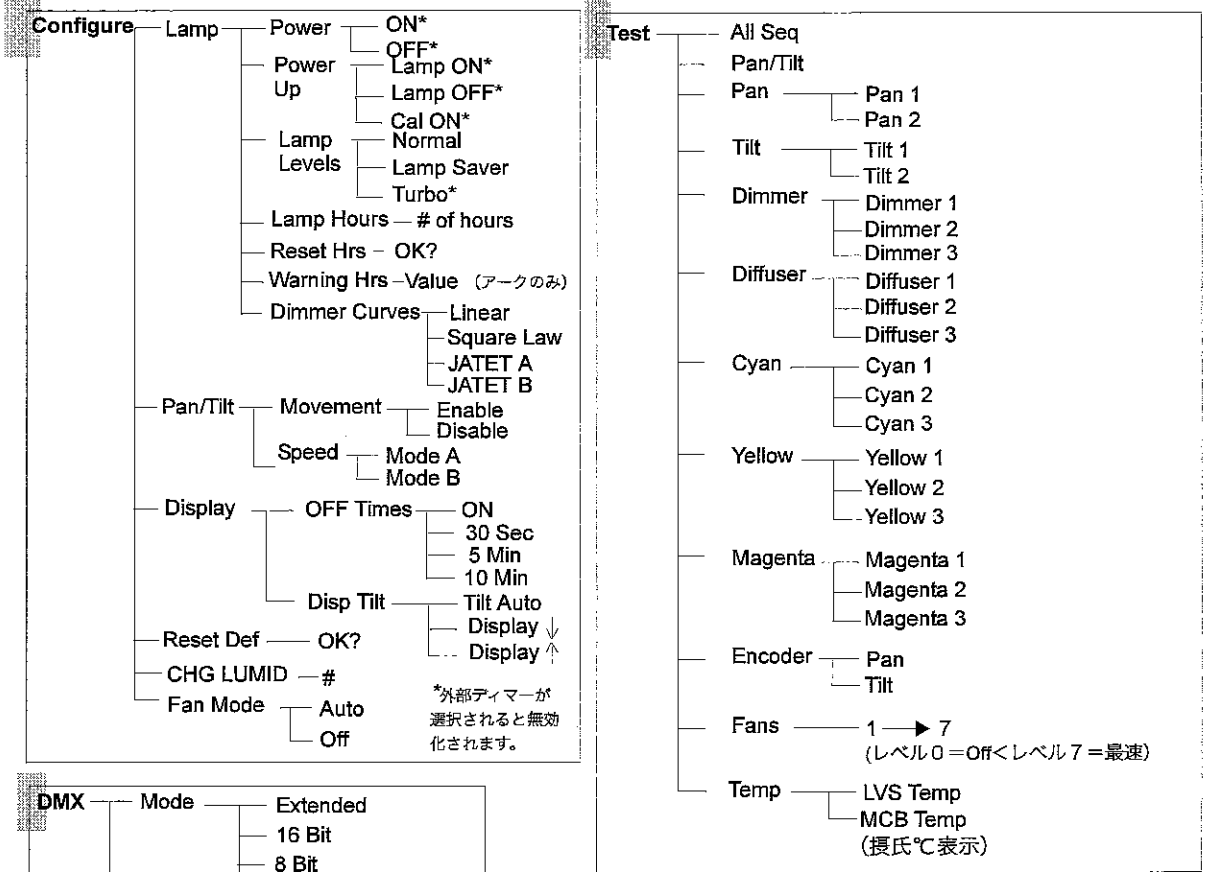 Configure
Lamp
Power
ON*
OFF*
Power
Up
Lamp ON*
Lamp OFF*
Cal ON*
Lamp
Levels
Normal
Lamp Saver
Turbo*
Lamp Hours
# of hours
Reset Hrs
OK?
Warning Hrs
Value (アークのみ)
Dimmer Curves
Linear
Square Law
JATET A
JATET B
Pan/Tilt
Movement
Enable
Disable
Speed
Mode A
Mode B
Display
OFF Times
ON
30 Sec
5 Min
10 Min
Disp Tilt
Tilt Auto
Display ↓
Display ↑
Reset Def
OK?
CHG LUMID
#
Fan Mode
Auto
Off
*外部ディマーが
選択されると無効
化されます。
DMX
Mode
Extended
16 Bit
8 Bit
Test
All Seq
Pan/Tilt
Pan
Pan 1
Pan 2
Tilt
Tilt 1
Tilt 2
Dimmer
Dimmer 1
Dimmer 2
Dimmer 3
Diffuser
Diffuser 1
Diffuser 2
Diffuser 3
Cyan
Cyan 1
Cyan 2
Cyan 3
Yellow
Yellow 1
Yellow 2
Yellow 3
Magenta
Magenta 1
Magenta 2
Magenta 3
Encoder
Pan
Tilt
Fans
1 → 7
(レベル0=Off<レベル7=最速)
Temp
LVS Temp
MCB Temp
(摂氏℃表示)